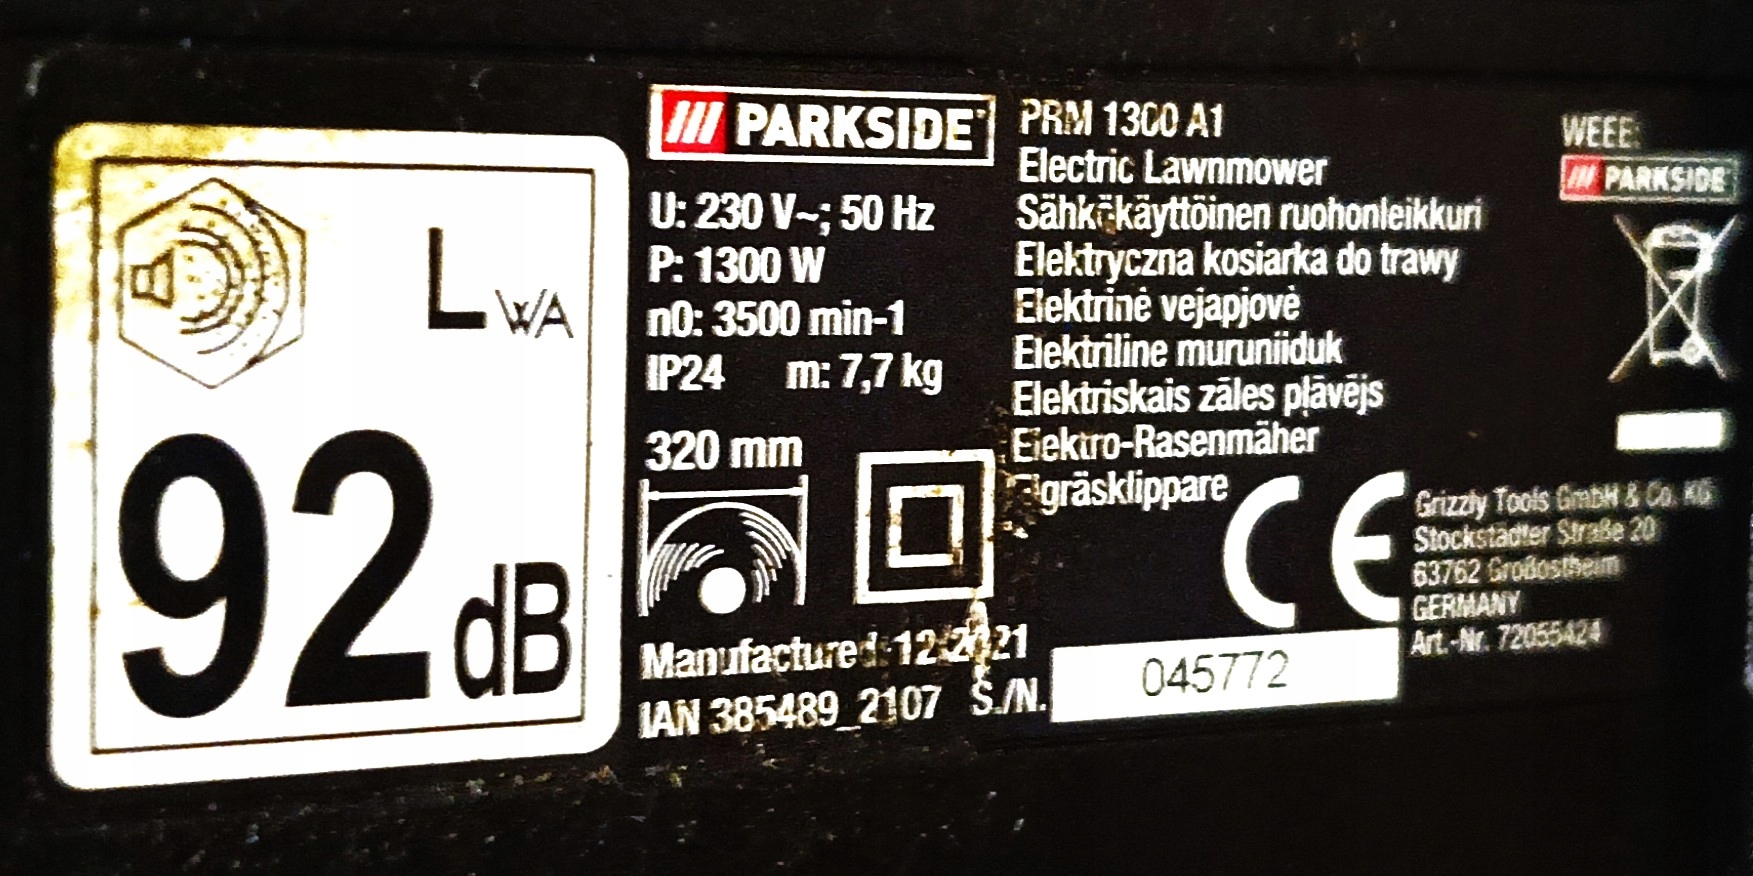 L WA
92 dB
PARKSIDE
U: 230 V~; 50 Hz
P: 1300 W
n0: 3500 min-1
IP24 m: 7,7 kg
320 mm
Manufactured: 12-2021
IAN 385489_2107 S./N. 045772
PRM 1300 A1
Electric Lawnmower
Sähkökäyttöinen ruohonleikkuri
Elektryczna kosiarka do trawy
Elektrinė vejapjovė
Elektriline muruniiduk
Elektriskais zāles pļāvējs
Elektro-Rasenmäher
Elgräsklippare
CE
WEEE:
PARKSIDE
Grizzly Tools GmbH & Co. KG
Stockstädter Straße 20
63762 Großostheim
GERMANY
Art.-Nr. 72055424